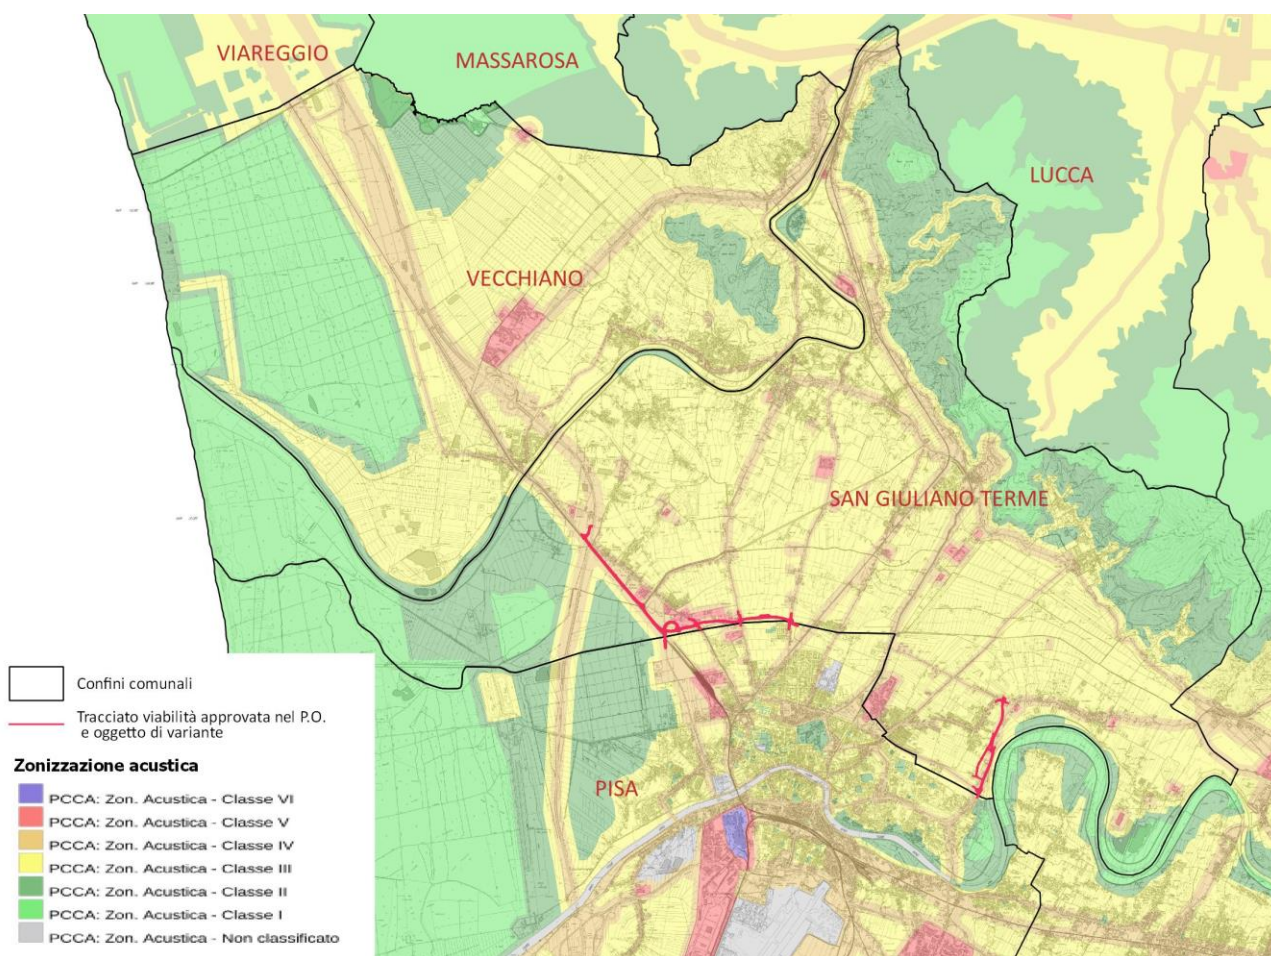 VIAREGGIO
MASSAROSA
LUCCA
VECCHIANO
SAN GIULIANO TERME
PISA
Confini comunali
Tracciato viabilità approvata nel P.O.
e oggetto di variante
Zonizzazione acustica
PCCA: Zon. Acustica - Classe VI
PCCA: Zon. Acustica - Classe V
PCCA: Zon. Acustica - Classe IV
PCCA: Zon. Acustica - Classe III
PCCA: Zon. Acustica - Classe II
PCCA: Zon. Acustica - Classe I
PCCA: Zon. Acustica - Non classificato